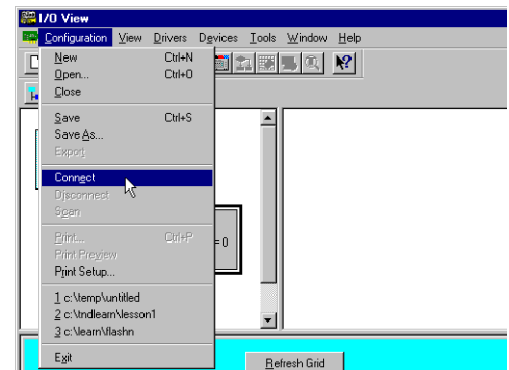 I/O View
Configuration View Drivers Devices Tools Window Help
New Ctrl+N
Open... Ctrl+O
Close
Save Ctrl+S
Save As...
Export
Connect
Disconnect
Scan
= 0
Print... Ctrl+P
Print Preview
Print Setup...
1 c:\temp\untitled
2 c:\tndlearn\lesson1
3 c:\learn\flashn
Exit
Refresh Grid